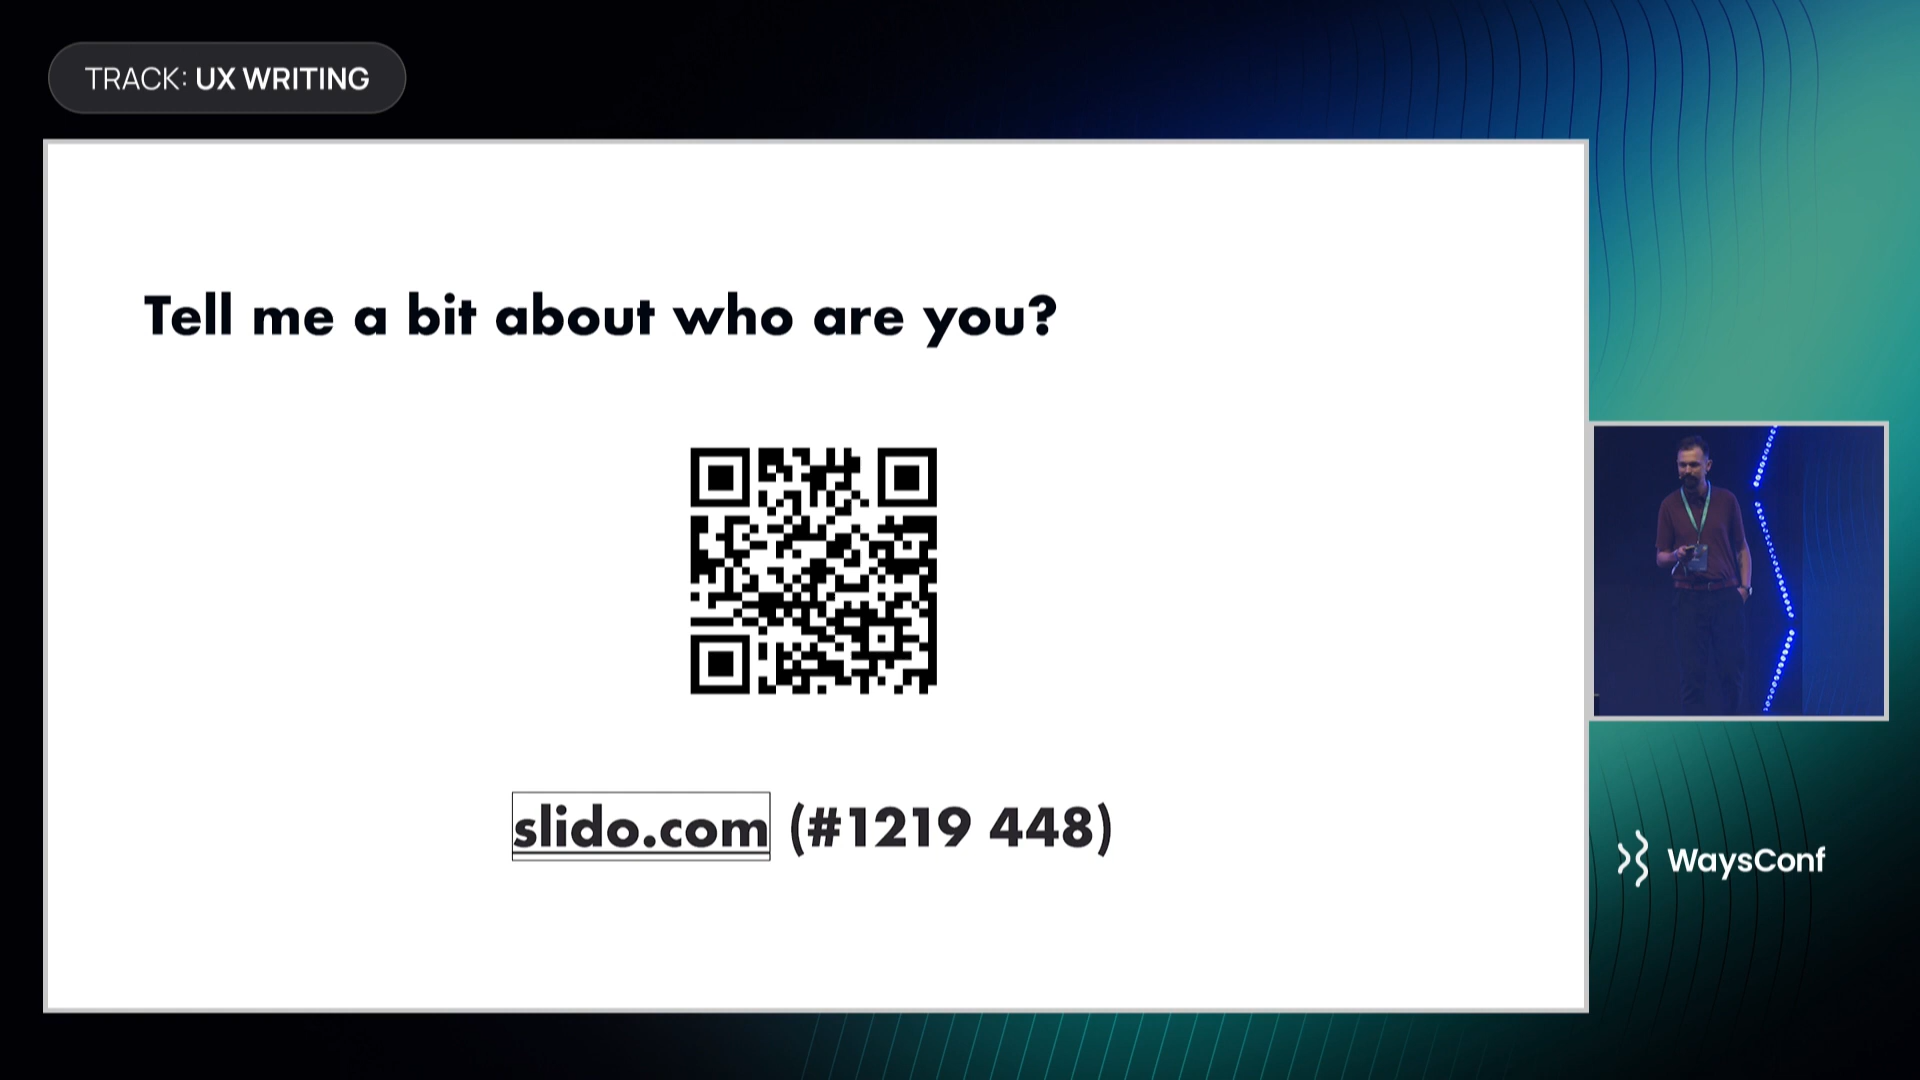 TRACK: UX WRITING
Tell me a bit about who are you?
slido.com (#1219 448)
WaysConf